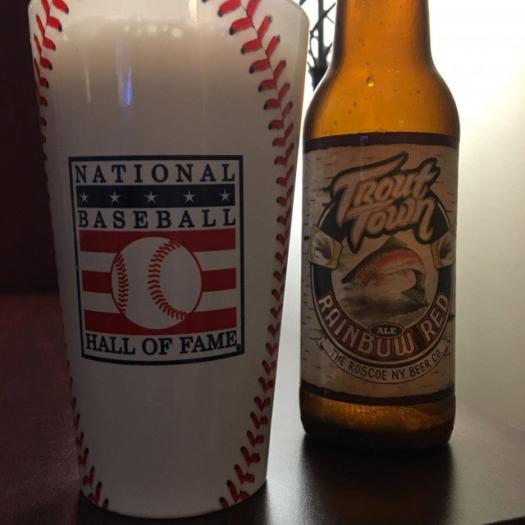 NATIONAL
BASEBALL
HALL OF FAME
Trout
Town
RAINBOW RED
ALE
THE ROSCOE NY BEER CO.